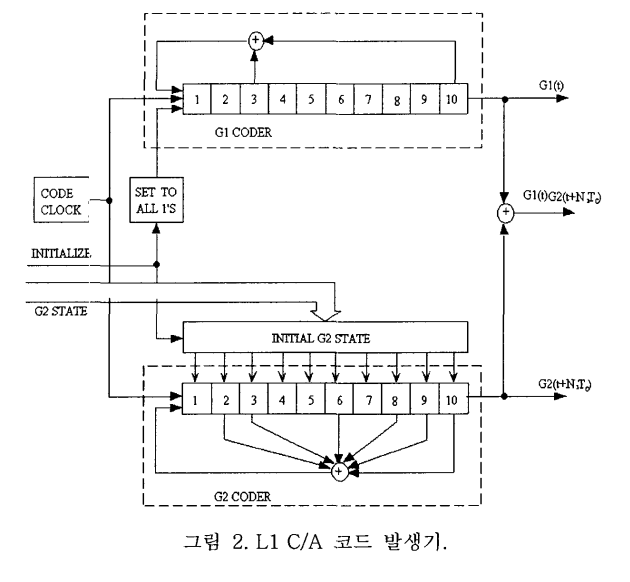 G1(t)
1 2 3 4 5 6 7 8 9 10
G1 CODER
CODE
CLOCK
SET TO
ALL 1'S
G1(t)G2(t+NᵢT₀)
INITIALIZE
G2 STATE
INITIAL G2 STATE
G2(t+NᵢT₀)
1 2 3 4 5 6 7 8 9 10
G2 CODER
그림 2. L1 C/A 코드 발생기.